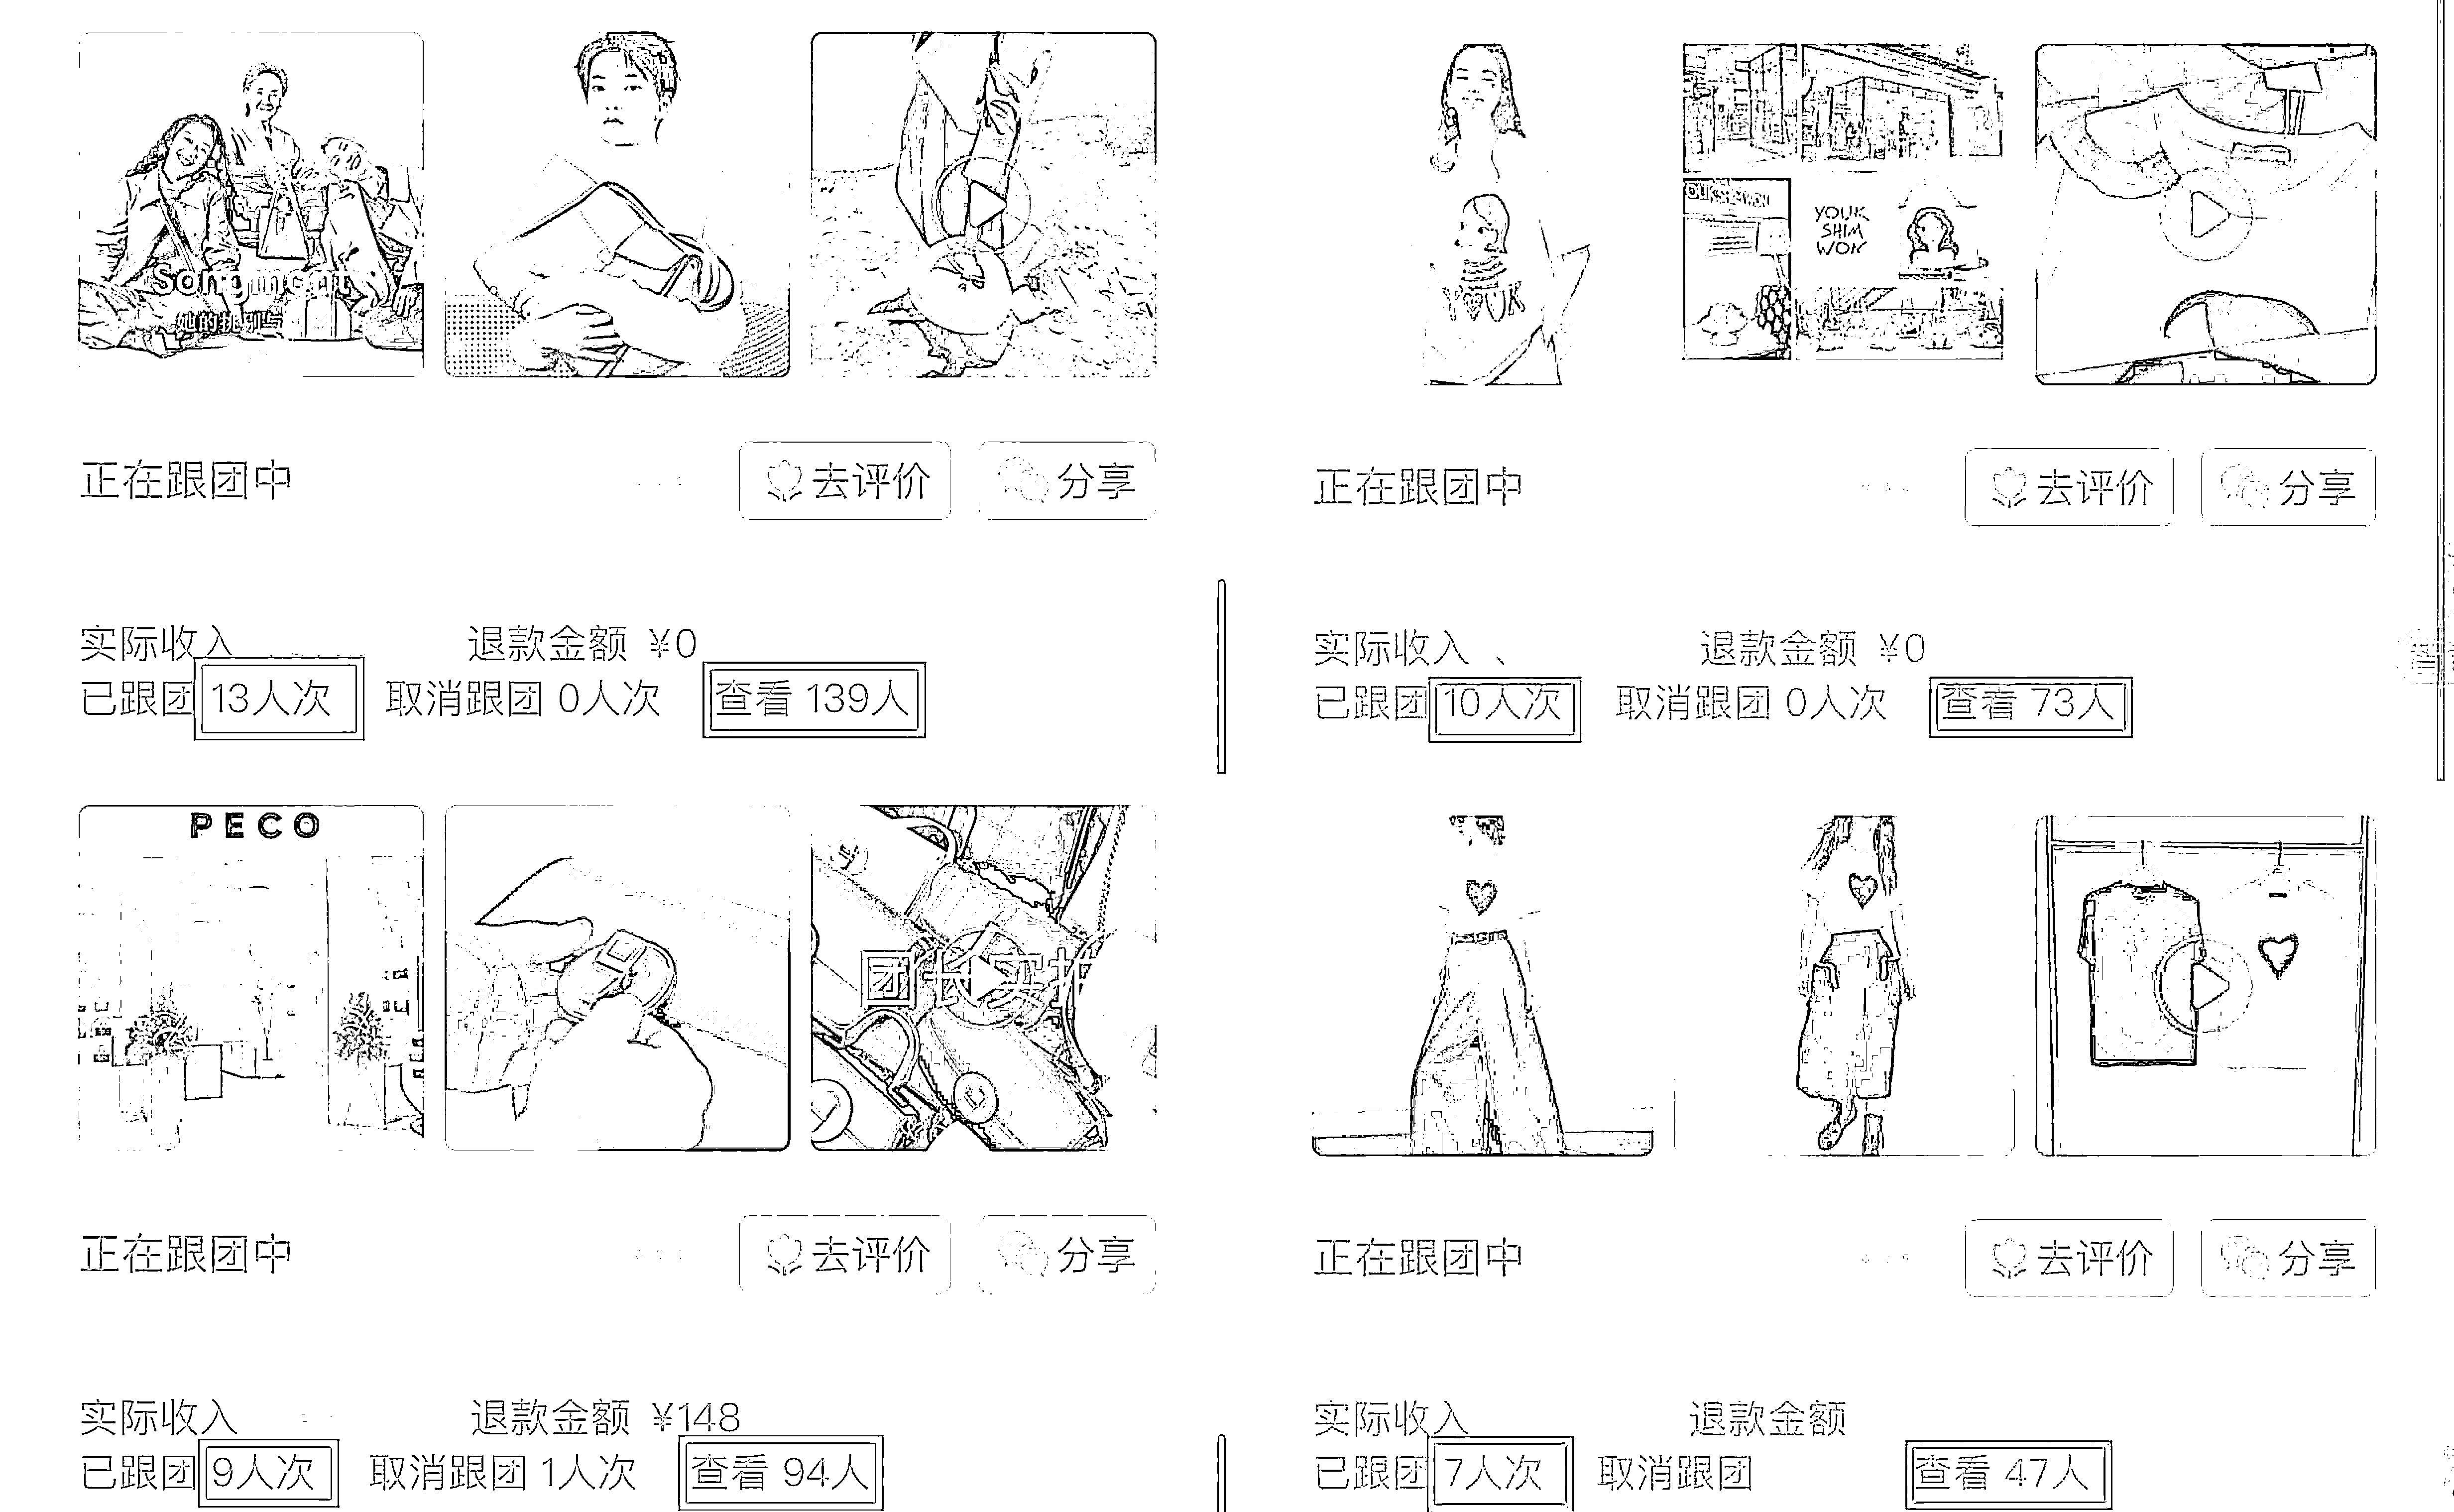 Songmont
她的挑剔与
正在跟团中
去评价
分享
实际收入 退款金额 ¥0
已跟团 13人次 取消跟团 0人次 查看 139人
YOUK
SHIM
WON
Y♥UK
正在跟团中
去评价
分享
实际收入 退款金额 ¥0
已跟团 10人次 取消跟团 0人次 查看 73人
PECO
团长实拍
正在跟团中
去评价
分享
实际收入 退款金额 ¥148
已跟团 9人次 取消跟团 1人次 查看 94人
正在跟团中
去评价
分享
实际收入 退款金额
已跟团 7人次 取消跟团 查看 47人